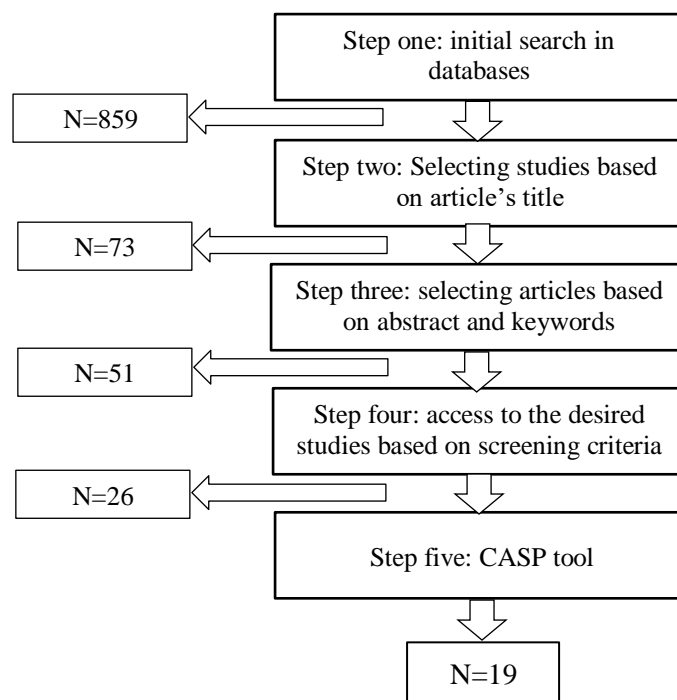 Step one: initial search in
databases
N=859
Step two: Selecting studies based
on article’s title
N=73
Step three: selecting articles based
on abstract and keywords
N=51
Step four: access to the desired
studies based on screening criteria
N=26
Step five: CASP tool
N=19